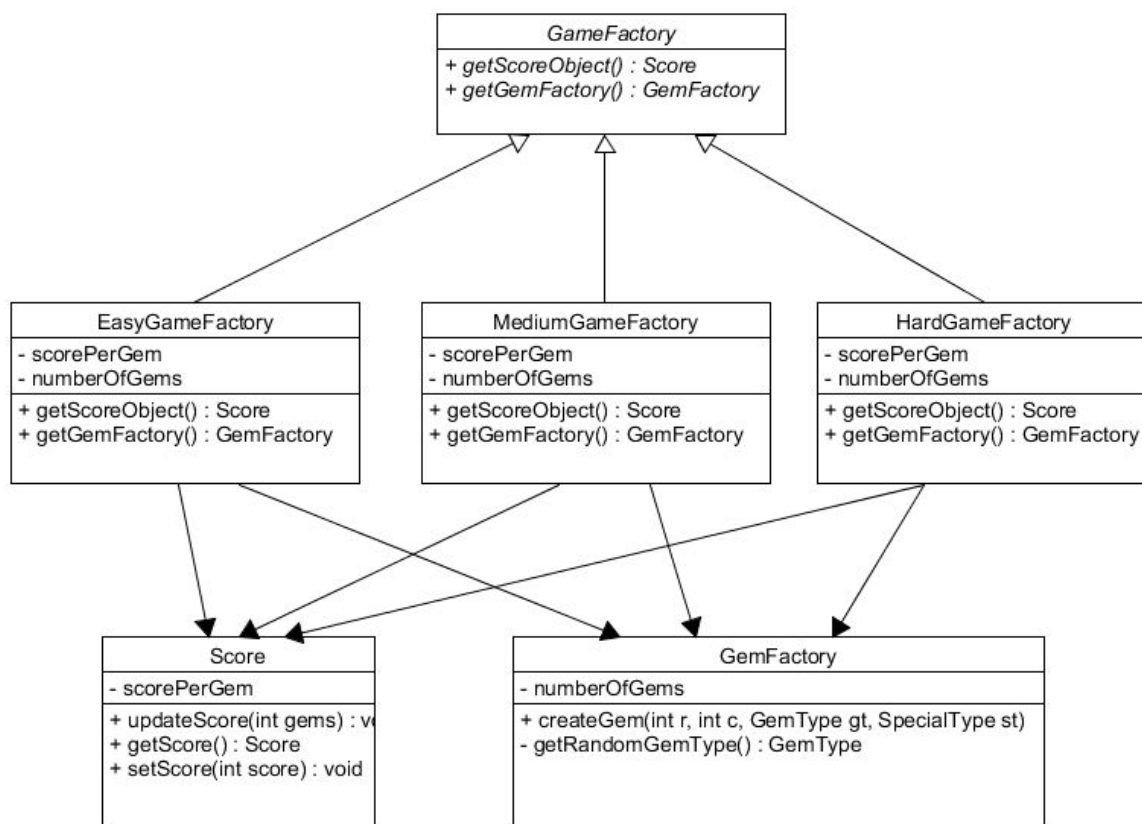 GameFactory
+ getScoreObject() : Score
+ getGemFactory() : GemFactory
EasyGameFactory
- scorePerGem
- numberOfGems
+ getScoreObject() : Score
+ getGemFactory() : GemFactory
MediumGameFactory
- scorePerGem
- numberOfGems
+ getScoreObject() : Score
+ getGemFactory() : GemFactory
HardGameFactory
- scorePerGem
- numberOfGems
+ getScoreObject() : Score
+ getGemFactory() : GemFactory
Score
- scorePerGem
+ updateScore(int gems) :
+ getScore() : Score
+ setScore(int score) : void
GemFactory
- numberOfGems
+ createGem(int r, int c, GemType gt, SpecialType st)
- getRandomGemType() : GemType